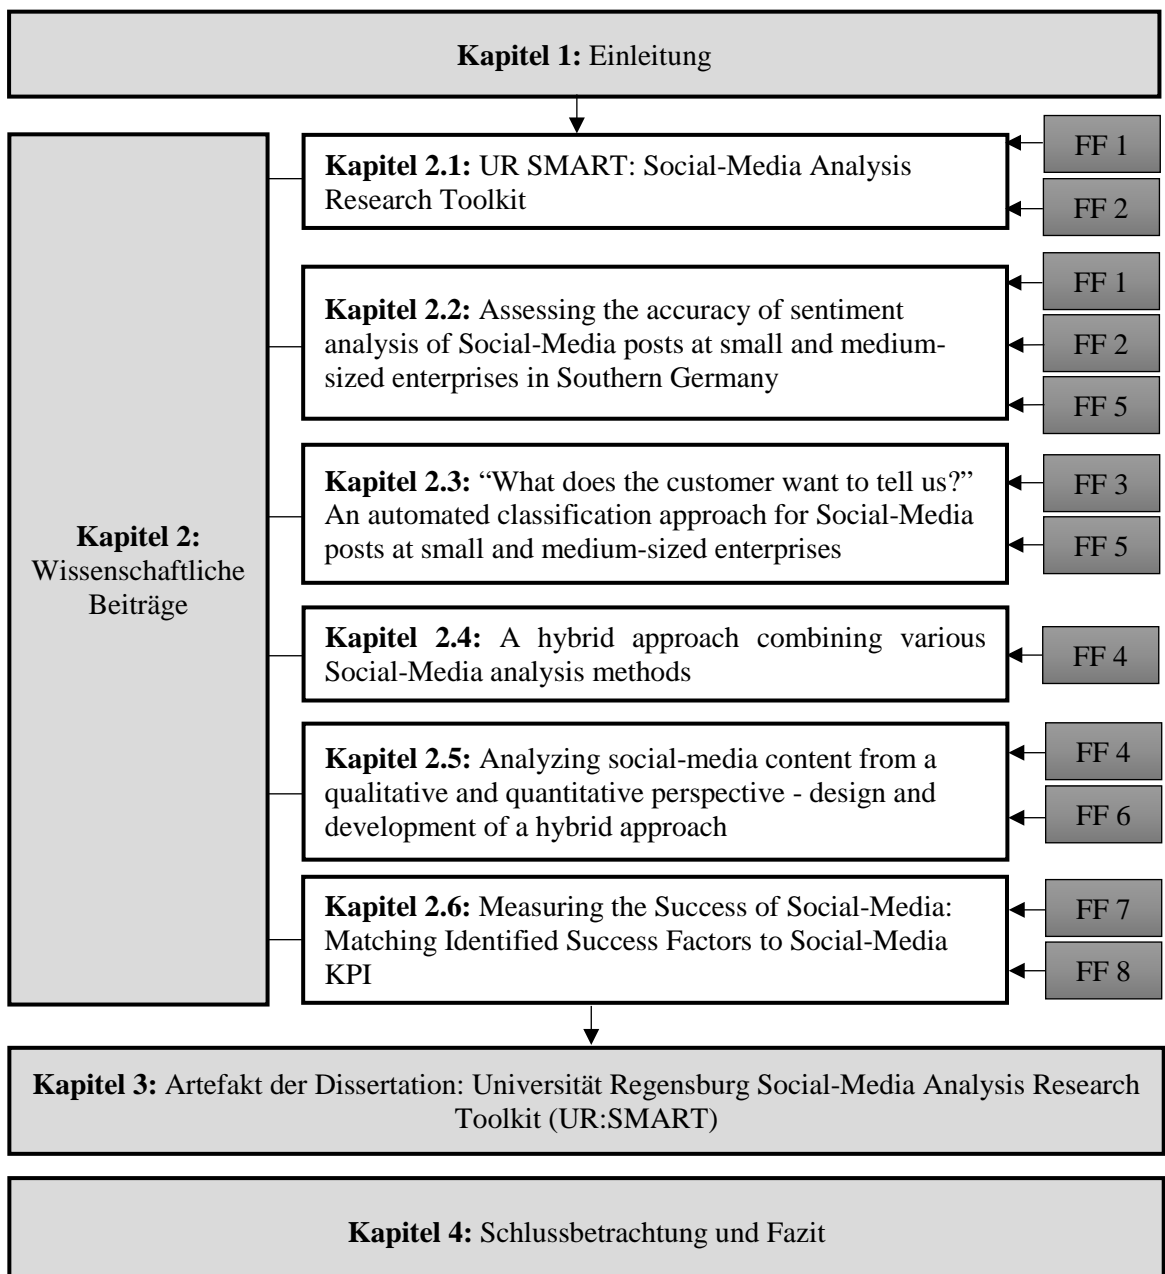 Kapitel 1: Einleitung
Kapitel 2:
Wissenschaftliche
Beiträge
Kapitel 2.1: UR SMART: Social-Media Analysis
Research Toolkit
FF 1
FF 2
Kapitel 2.2: Assessing the accuracy of sentiment
analysis of Social-Media posts at small and medium-
sized enterprises in Southern Germany
FF 1
FF 2
FF 5
Kapitel 2.3: “What does the customer want to tell us?”
An automated classification approach for Social-Media
posts at small and medium-sized enterprises
FF 3
FF 5
Kapitel 2.4: A hybrid approach combining various
Social-Media analysis methods
FF 4
Kapitel 2.5: Analyzing social-media content from a
qualitative and quantitative perspective - design and
development of a hybrid approach
FF 4
FF 6
Kapitel 2.6: Measuring the Success of Social-Media:
Matching Identified Success Factors to Social-Media
KPI
FF 7
FF 8
Kapitel 3: Artefakt der Dissertation: Universität Regensburg Social-Media Analysis Research
Toolkit (UR:SMART)
Kapitel 4: Schlussbetrachtung und Fazit